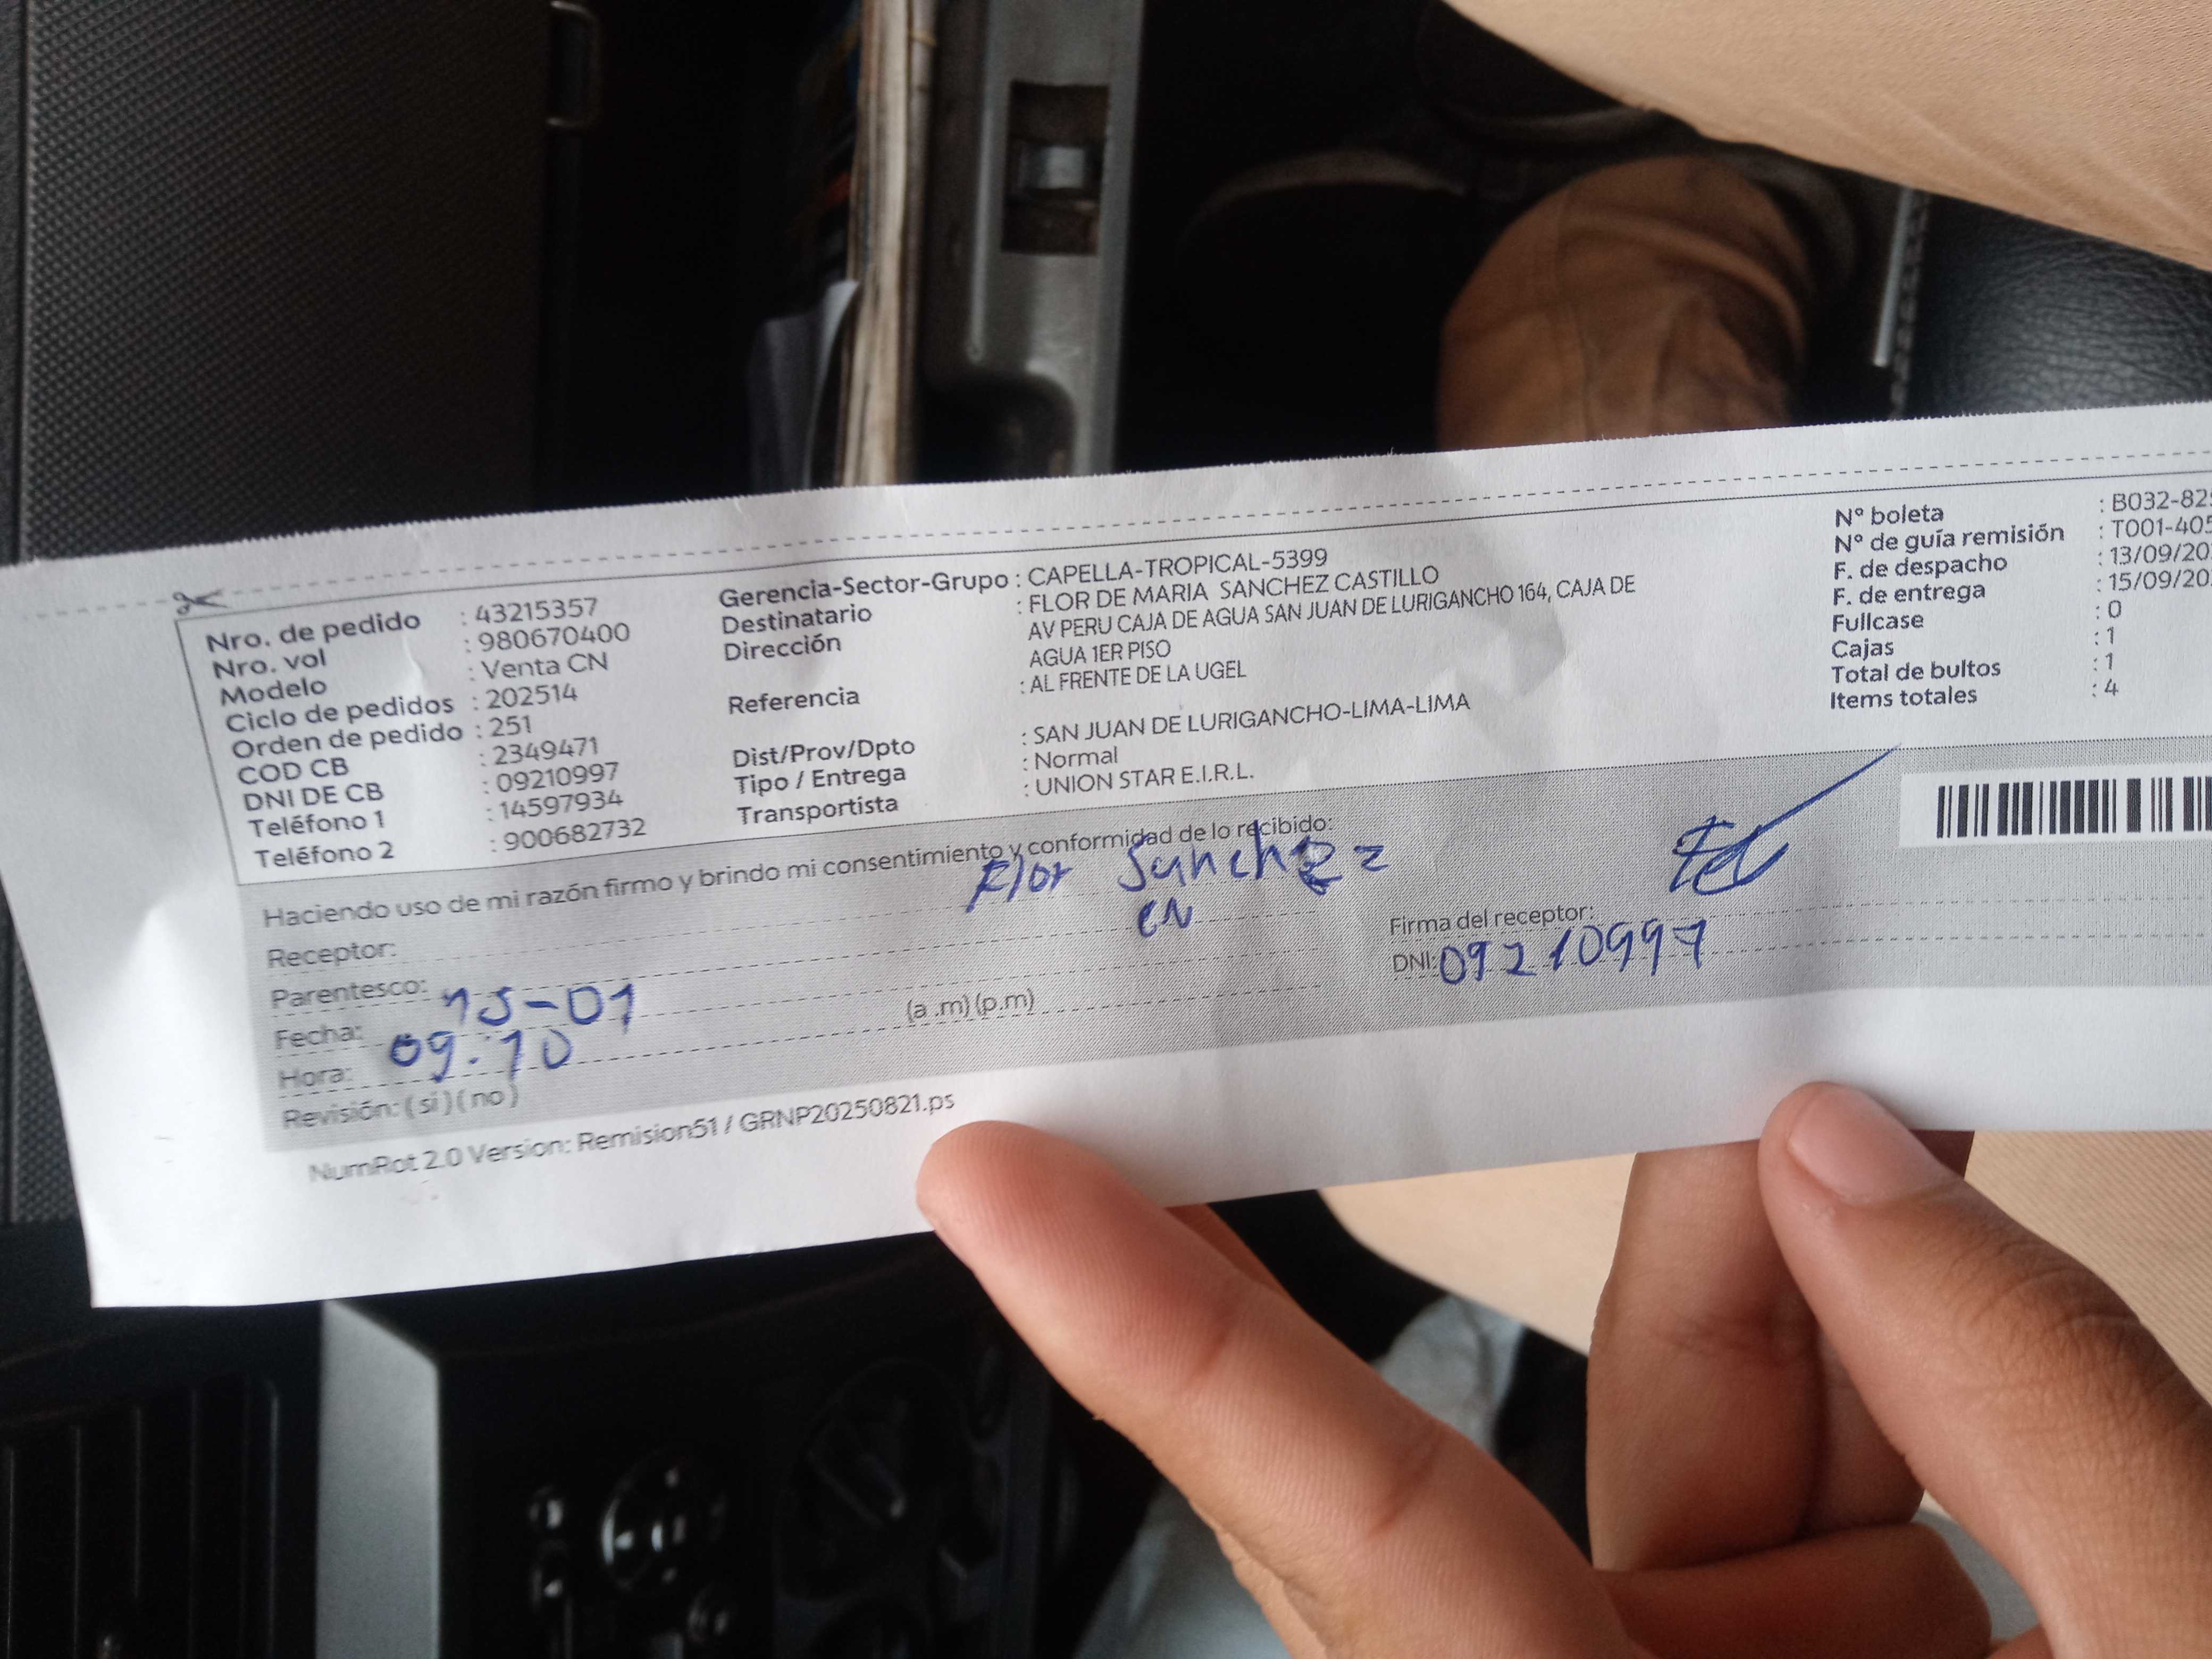 Nro. de pedido : 43215357
Nro. vol : 980670400
Modelo : Venta CN
Ciclo de pedidos : 202514
Orden de pedido : 251
COD CB : 2349471
DNI DE CB : 09210997
Teléfono 1 : 14597934
Teléfono 2 : 900682732
Gerencia-Sector-Grupo : CAPELLA-TROPICAL-5399
Destinatario : FLOR DE MARIA SANCHEZ CASTILLO
Dirección AV PERU CAJA DE AGUA SAN JUAN DE LURIGANCHO 164, CAJA DE
AGUA 1ER PISO
Referencia : AL FRENTE DE LA UGEL
Dist/Prov/Dpto : SAN JUAN DE LURIGANCHO-LIMA-LIMA
Tipo / Entrega : Normal
Transportista : UNION STAR E.I.R.L.
Nº boleta : B032-82
Nº de guía remisión : T001-405
F. de despacho : 13/09/20
F. de entrega : 15/09/20
Fullcase : 0
Cajas : 1
Total de bultos : 1
Items totales : 4
Haciendo uso de mi razón firmo y brindo mi consentimiento y conformidad de lo recibido:
Receptor: Flor Sanchez
Parentesco: CN
Fecha: 15-09
Hora: 09:10 (a .m) (p.m)
Revisión: ( si ) ( no )
Firma del receptor:
DNI: 09210997
NumRot 2.0 Version: Remision51 / GRNP20250821.ps